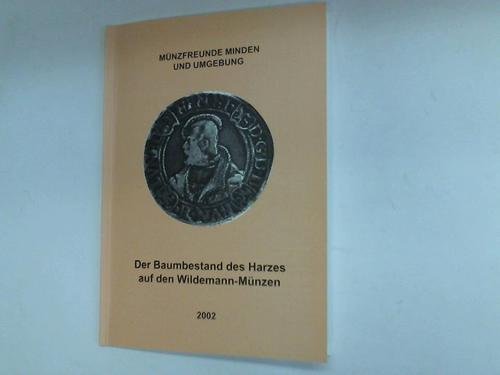 MÜNZFREUNDE MINDEN
UND UMGEBUNG
Der Baumbestand des Harzes
auf den Wildemann-Münzen
2002